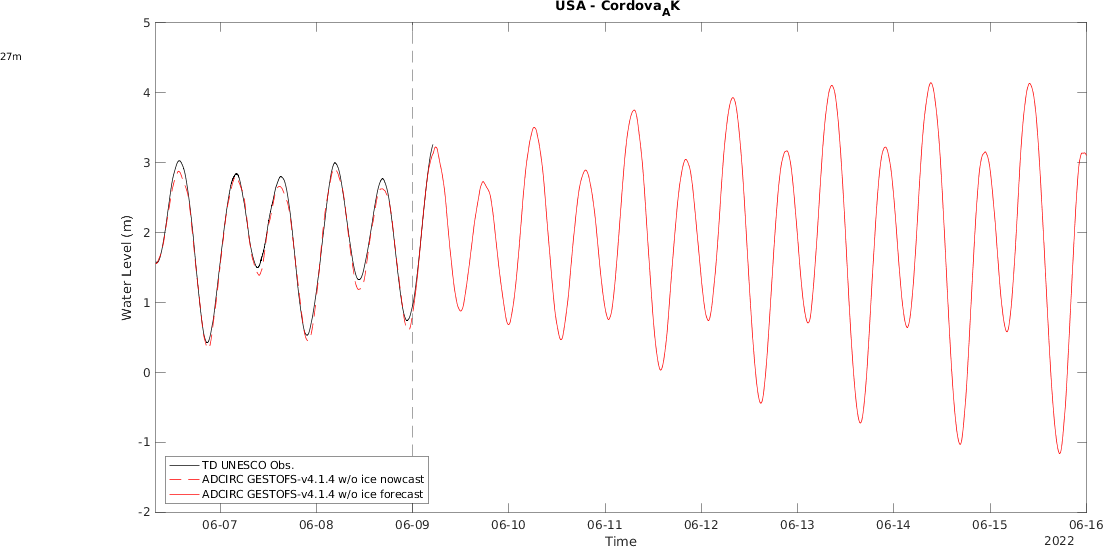 USA - Cordova_AK
27m
5
4
3
2
1
0
-1
-2
Water Level (m)
TD UNESCO Obs.
ADCIRC GESTOFS-v4.1.4 w/o ice nowcast
ADCIRC GESTOFS-v4.1.4 w/o ice forecast
06-07 06-08 06-09 06-10 06-11 06-12 06-13 06-14 06-15 06-16
Time
2022